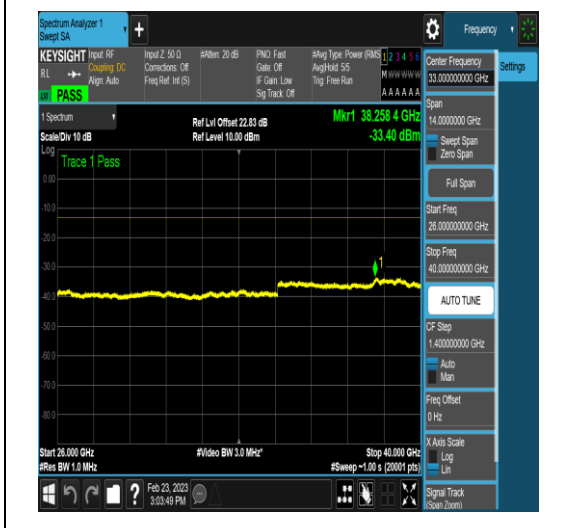 Spectrum Analyzer 1
Swept SA
+
Frequency
KEYSIGHT
Input: RF
Coupling: DC
Align: Auto
Input Z: 50 Ω
Corrections: Off
Freq Ref: Int (S)
#Atten: 20 dB
PNO: Fast
Gate: Off
IF Gain: Low
Sig Track: Off
#Avg Type: Power (RMS
Avg|Hold: 5/5
Trig: Free Run
1 2 3 4 5 6
M W W W W W
A A A A A A
RL
PASS
1 Spectrum
Scale/Div 10 dB
Ref Lvl Offset 22.83 dB
Ref Level 10.00 dBm
Mkr1 38.258 4 GHz
-33.40 dBm
Log
Trace 1 Pass
0.00
-10.0
-20.0
-30.0
-40.0
-50.0
-60.0
-70.0
-80.0
1
Start 26.000 GHz
#Res BW 1.0 MHz
#Video BW 3.0 MHz*
Stop 40.000 GHz
#Sweep ~1.00 s (20001 pts)
Feb 23, 2023
3:03:49 PM
Center Frequency
33.000000000 GHz
Settings
Span
14.0000000 GHz
Swept Span
Zero Span
Full Span
Start Freq
26.000000000 GHz
Stop Freq
40.000000000 GHz
AUTO TUNE
CF Step
1.400000000 GHz
Auto
Man
Freq Offset
0 Hz
X Axis Scale
Log
Lin
Signal Track
(Span Zoom)